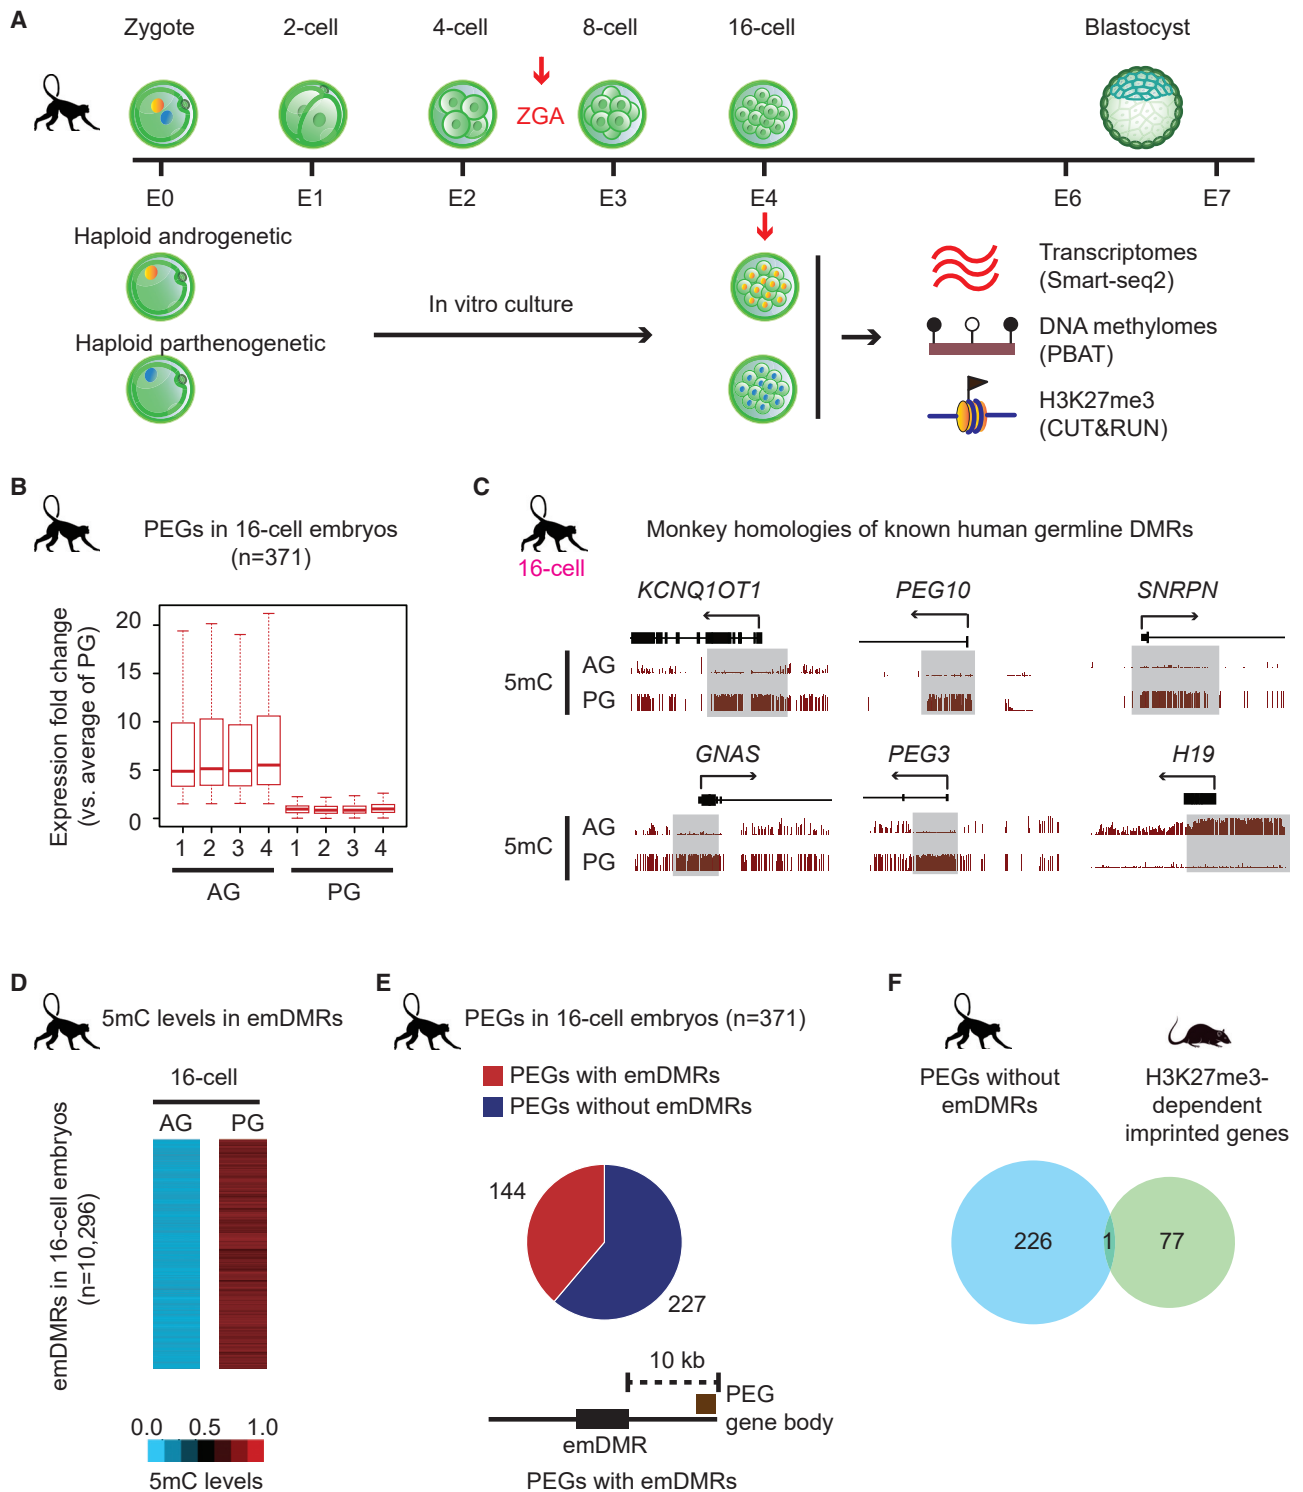 A
Zygote 2-cell 4-cell 8-cell 16-cell Blastocyst
ZGA
E0 E1 E2 E3 E4 E6 E7
Haploid androgenetic
In vitro culture
Haploid parthenogenetic
Transcriptomes
(Smart-seq2)
DNA methylomes
(PBAT)
H3K27me3
(CUT&RUN)
B
PEGs in 16-cell embryos
(n=371)
Expression fold change
(vs. average of PG)
20
15
10
5
0
1 2 3 4 1 2 3 4
AG PG
C
16-cell
Monkey homologies of known human germline DMRs
KCNQ1OT1 PEG10 SNRPN
5mC
AG
PG
GNAS PEG3 H19
5mC
AG
PG
D
5mC levels in emDMRs
16-cell
AG PG
emDMRs in 16-cell embryos
(n=10,296)
0.0 0.5 1.0
5mC levels
E
PEGs in 16-cell embryos (n=371)
PEGs with emDMRs
PEGs without emDMRs
144
227
10 kb
PEG
gene body
emDMR
PEGs with emDMRs
F
PEGs without
emDMRs
H3K27me3-
dependent
imprinted genes
226 1 77